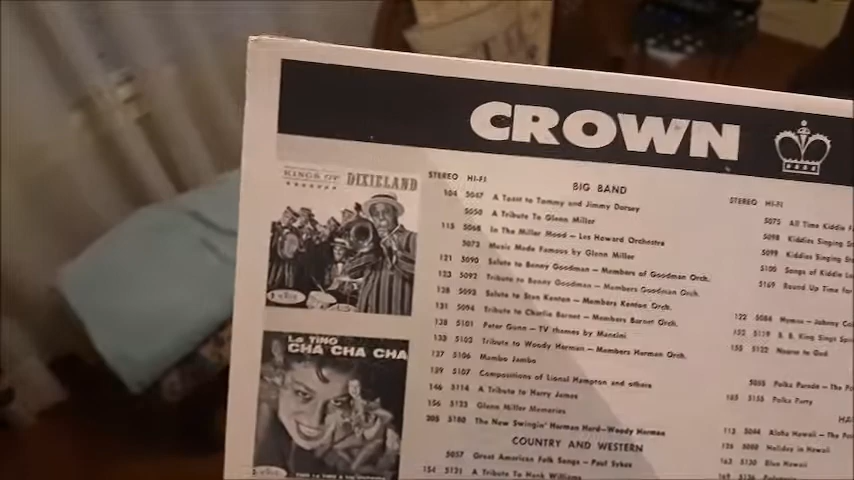 CROWN
KINGS OF DIXIELAND
La TINO
CHA CHA CHA
STEREO HI-FI
BIG BAND
104 5047 A Toast to Tommy and Jimmy Dorsey
5050 A Tribute To Glenn Miller
115 5068 In The Miller Mood — Les Howard Orchestra
5073 Music Made Famous by Glenn Miller
121 5090 Salute to Benny Goodman — Members of Goodman Orch.
123 5092 Tribute to Benny Goodman — Members Goodman Orch.
128 5093 Salute to Stan Kenton — Members Kenton Orch.
131 5094 Tribute to Charlie Barnet — Members Barnet Orch.
138 5101 Peter Gunn — TV themes by Mancini
133 5103 Tribute to Woody Herman — Members Herman Orch.
137 5106 Mambo Jambo
139 5107 Compositions of Lionel Hampton and others
146 5114 A Tribute to Harry James
156 5133 Glenn Miller Memories
205 5180 The New Swingin' Herman Herd — Woody Herman
COUNTRY AND WESTERN
5057 Great American Folk Songs — Paul Sykes
154 5121 A Tribute to Hank Williams
STEREO HI-FI
5075 All Time Kiddie
5098 Kiddies Singing
5099 Kiddies Singing
5100 Songs of Kiddie
5169 Round Up Time
122 5084 Hymns — Johnny
152 5119 B. B. King Sings
155 5122 Nearer to God
5055 Polka Parade — The
165 5155 Polka Party
113 5044 Aloha Hawaii — The
126 5080 Holiday in Hawaii
163 5130 Blue Hawaii